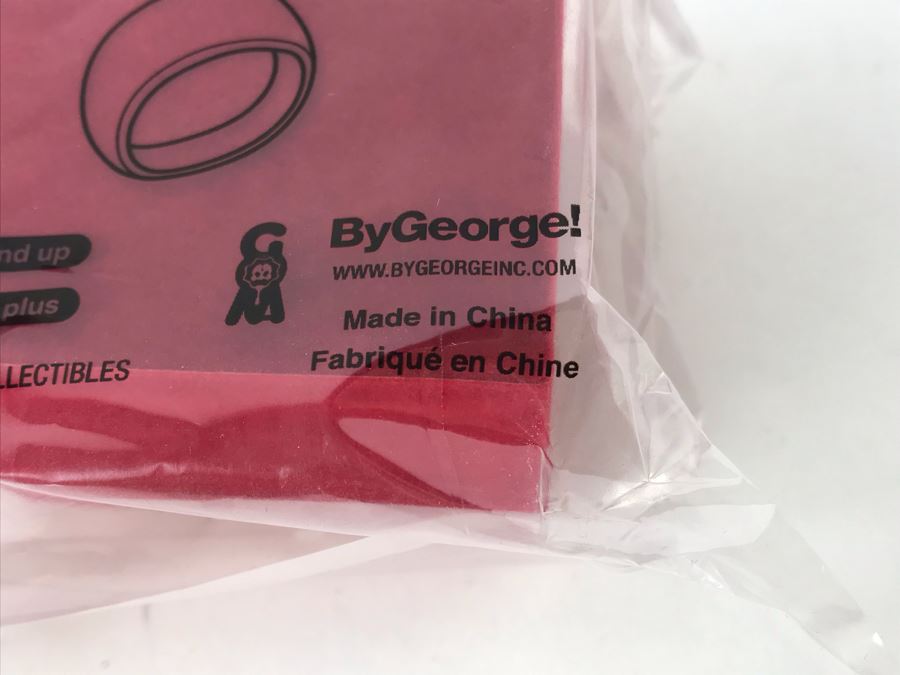 nd up
plus
LLECTIBLES
ByGeorge!
WWW.BYGEORGEINC.COM
Made in China
Fabriqué en Chine